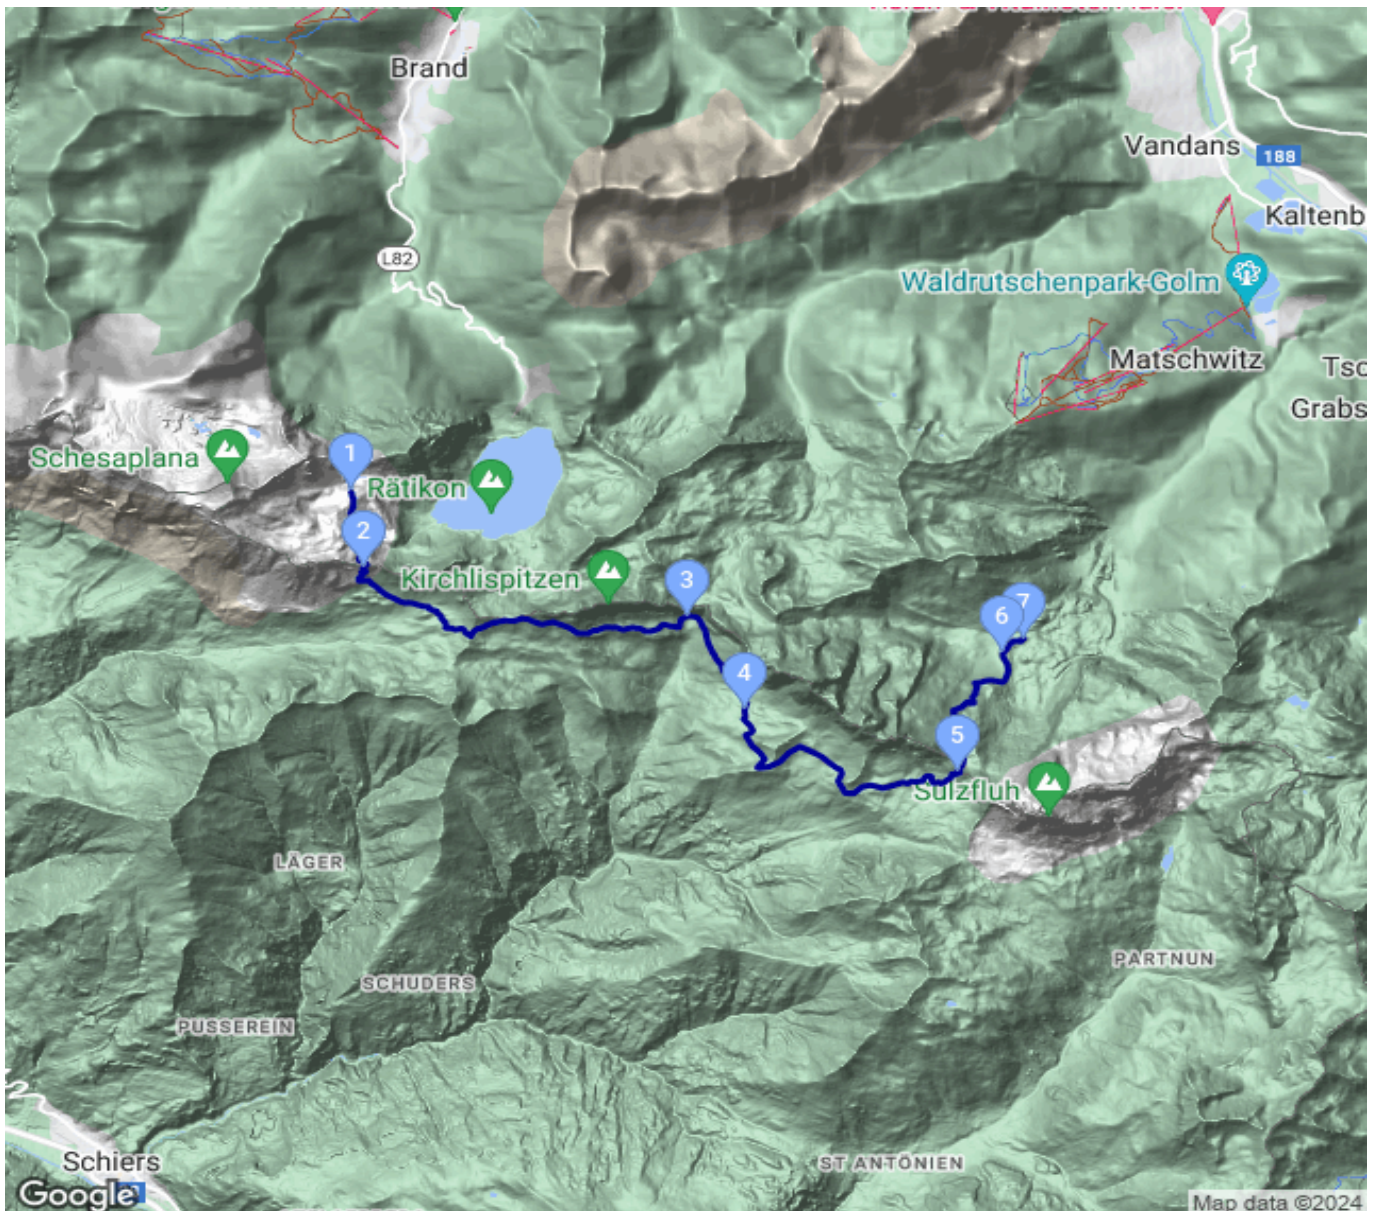 Brand
Vandans
188
Kaltenb
L82
Waldrutschenpark-Golm
Matschwitz
Tsc
Grabs
Schesaplana
1
Rätikon
2
Kirchlispitzen
3
6
7
4
5
Sulzfluh
LÄGER
SCHUDERS
PARTNUN
PUSSEREIN
Schiers
ST ANTÖNIEN
Google
Map data ©2024